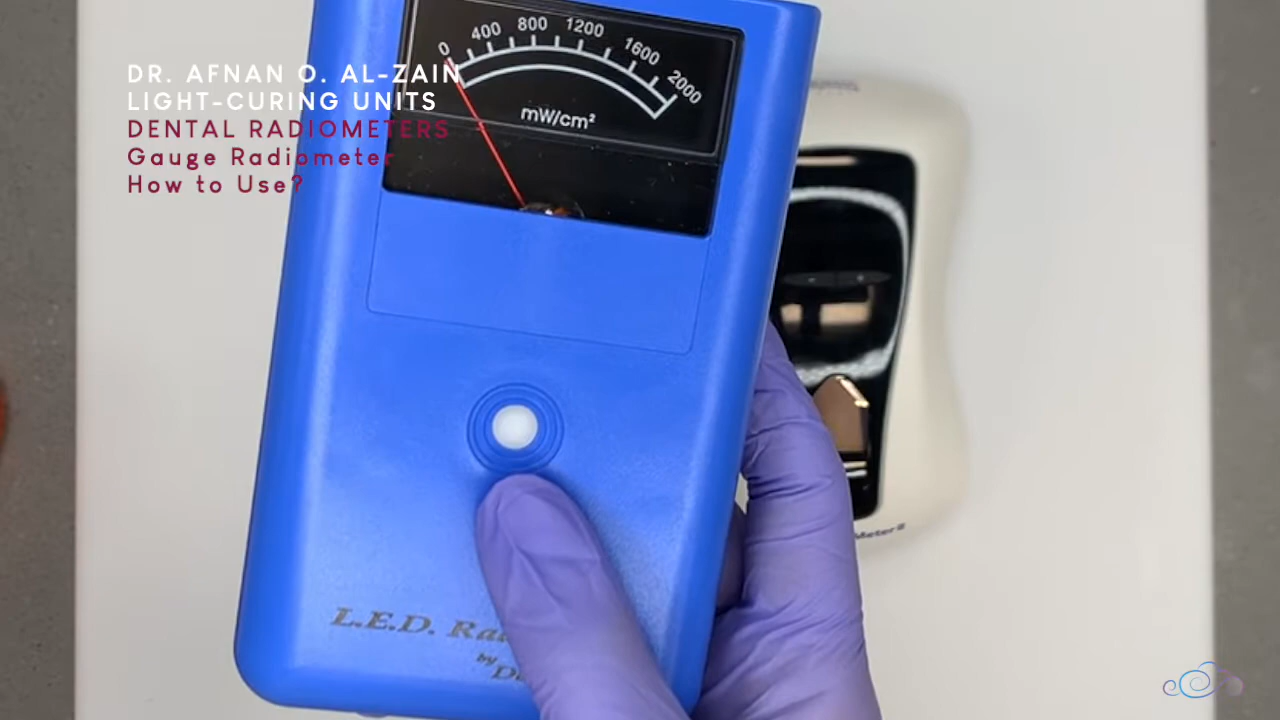 0 400 800 1200 1600 2000
mW/cm²
DR. AFNAN O. AL-ZAIN
LIGHT-CURING UNITS
DENTAL RADIOMETERS
Gauge Radiometer
How to Use?
L.E.D.
by